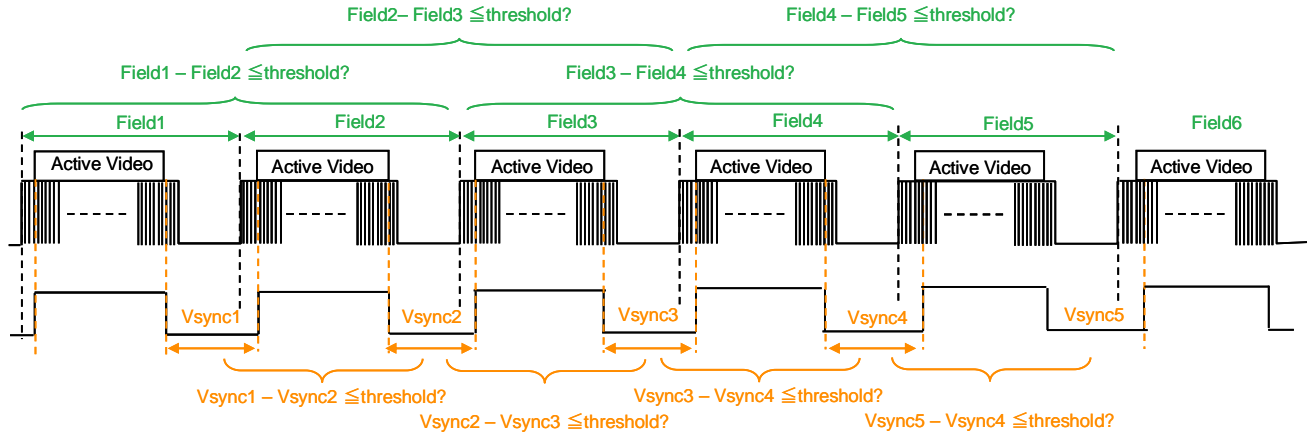 Field2– Field3 ≦threshold?
Field4 – Field5 ≦threshold?
Field1 – Field2 ≦threshold?
Field3 – Field4 ≦threshold?
Field1
Field2
Field3
Field4
Field5
Field6
Active Video
Active Video
Active Video
Active Video
Active Video
Active Video
Vsync1
Vsync2
Vsync3
Vsync4
Vsync5
Vsync1 – Vsync2 ≦threshold?
Vsync3 – Vsync4 ≦threshold?
Vsync2 – Vsync3 ≦threshold?
Vsync5 – Vsync4 ≦threshold?